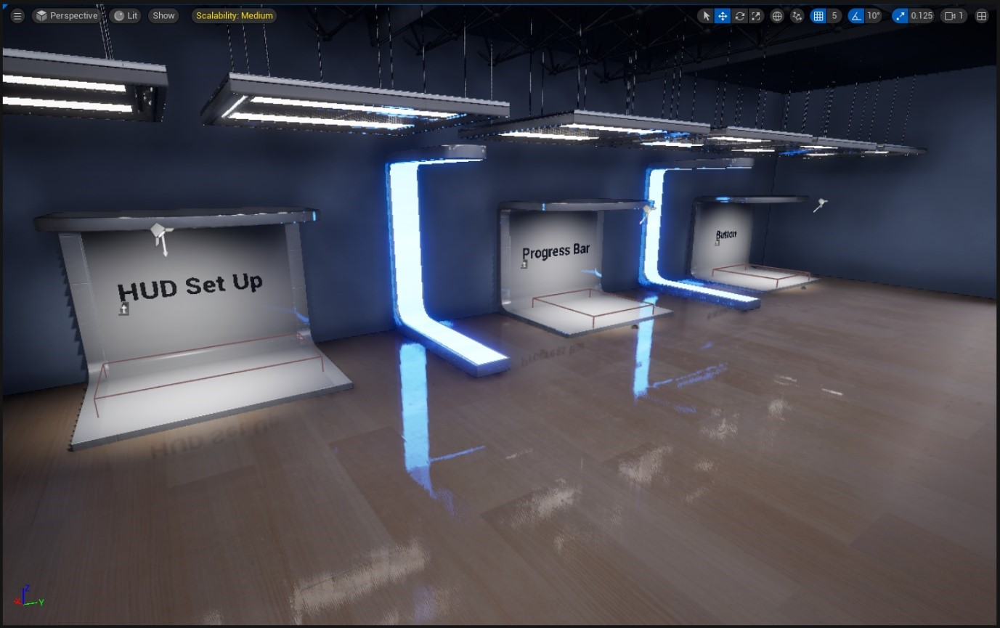 Perspective Lit Show Scalability: Medium 5 10° 0.125 1
HUD Set Up
Progress Bar
Button
Z
X Y